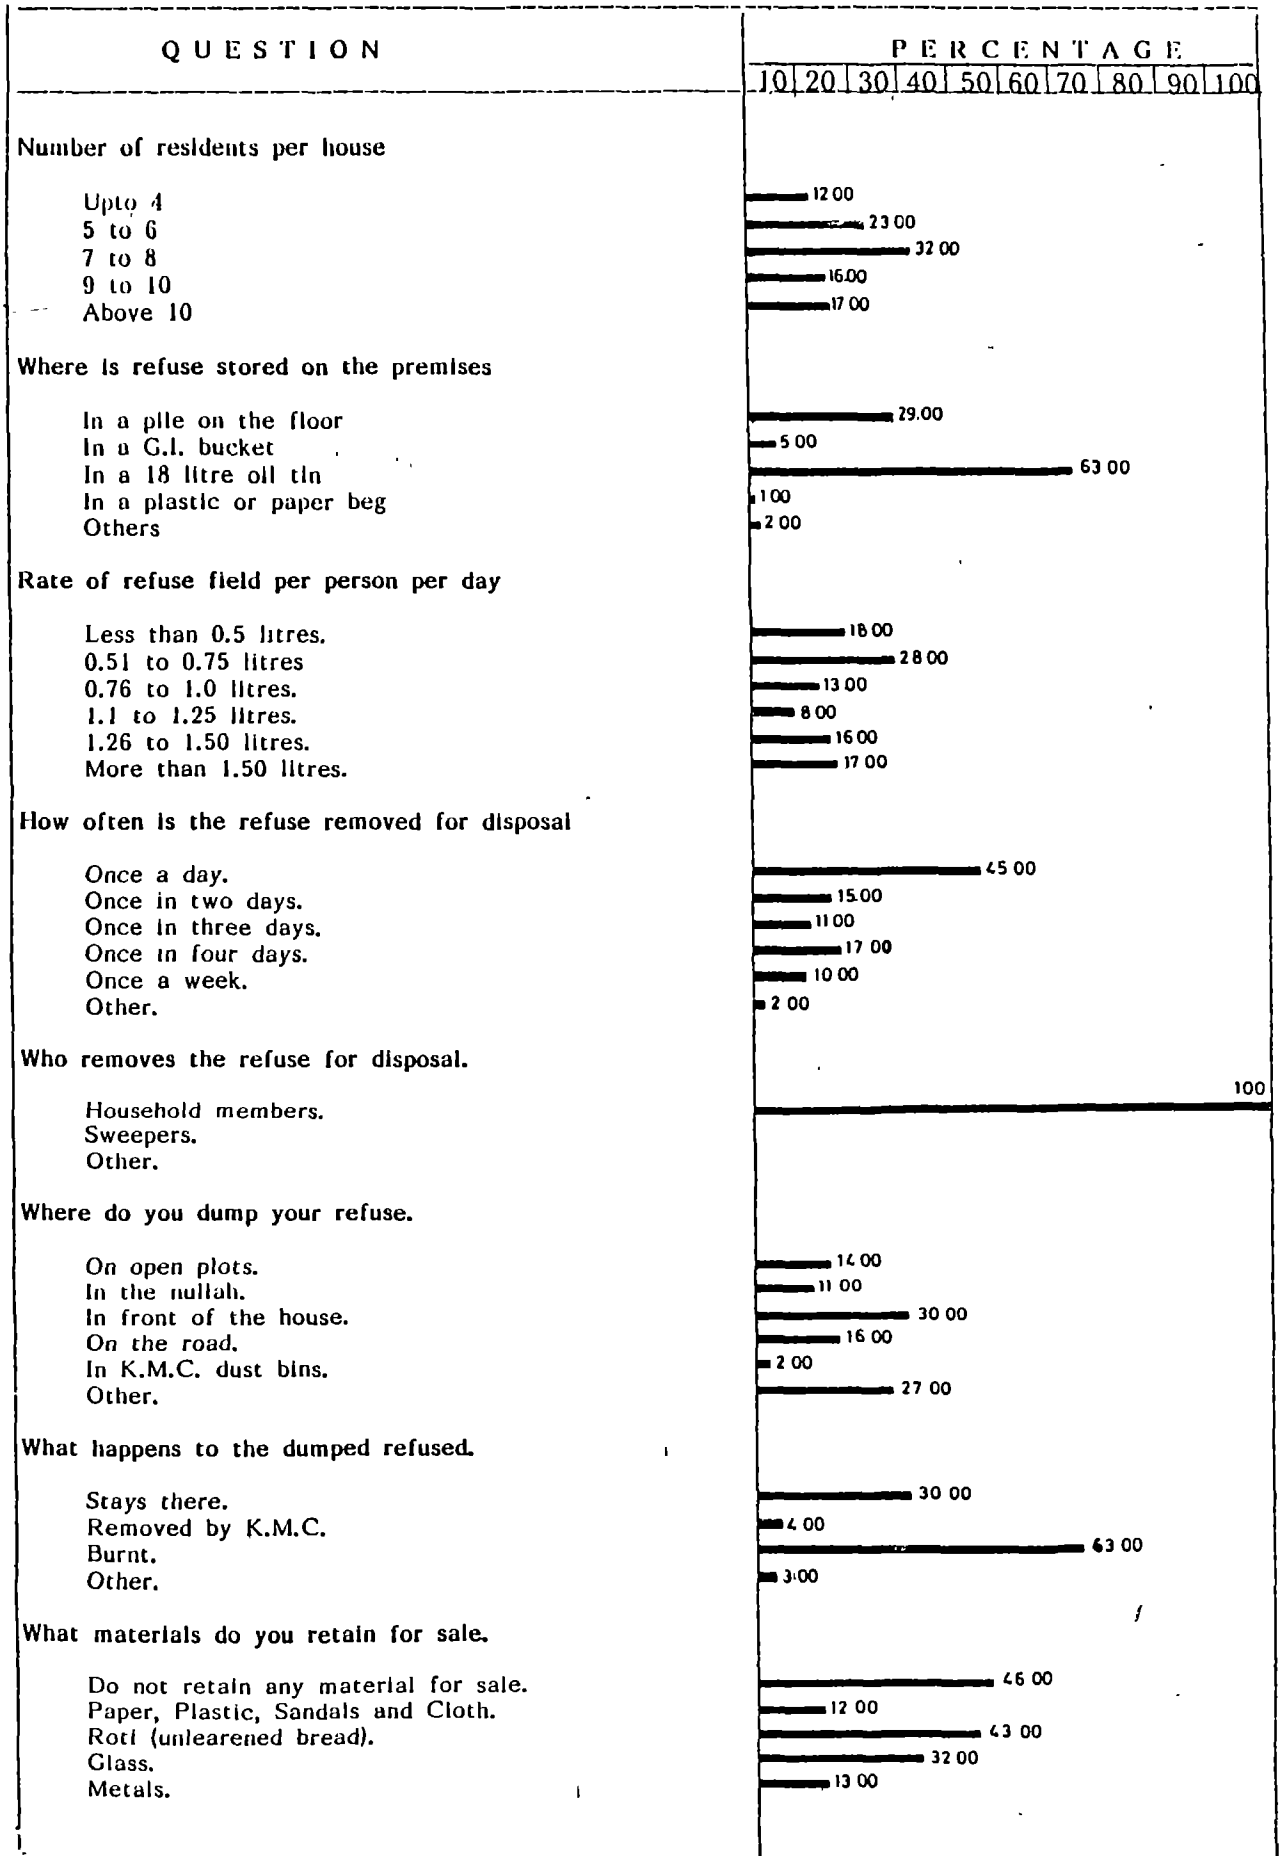 QUESTION PERCENTAGE
10 20 30 40 50 60 70 80 90 100
Number of residents per house
Upto 4 12 00
5 to 6 23 00
7 to 8 32 00
9 to 10 16.00
Above 10 17 00
Where is refuse stored on the premises
In a pile on the floor 29.00
In a G.I. bucket 5 00
In a 18 litre oil tin 63 00
In a plastic or paper beg 1 00
Others 2 00
Rate of refuse field per person per day
Less than 0.5 litres. 18 00
0.51 to 0.75 litres 28 00
0.76 to 1.0 litres. 13 00
1.1 to 1.25 litres. 8 00
1.26 to 1.50 litres. 16 00
More than 1.50 litres. 17 00
How often is the refuse removed for disposal
Once a day. 45 00
Once in two days. 15.00
Once in three days. 11 00
Once in four days. 17 00
Once a week. 10 00
Other. 2 00
Who removes the refuse for disposal.
Household members. 100
Sweepers.
Other.
Where do you dump your refuse.
On open plots. 14 00
In the nullah. 11 00
In front of the house. 30 00
On the road. 16 00
In K.M.C. dust bins. 2 00
Other. 27 00
What happens to the dumped refused.
Stays there. 30 00
Removed by K.M.C. 4 00
Burnt. 63 00
Other. 3.00
What materials do you retain for sale.
Do not retain any material for sale. 46 00
Paper, Plastic, Sandals and Cloth. 12 00
Roti (unlearened bread). 43 00
Glass. 32 00
Metals. 13 00